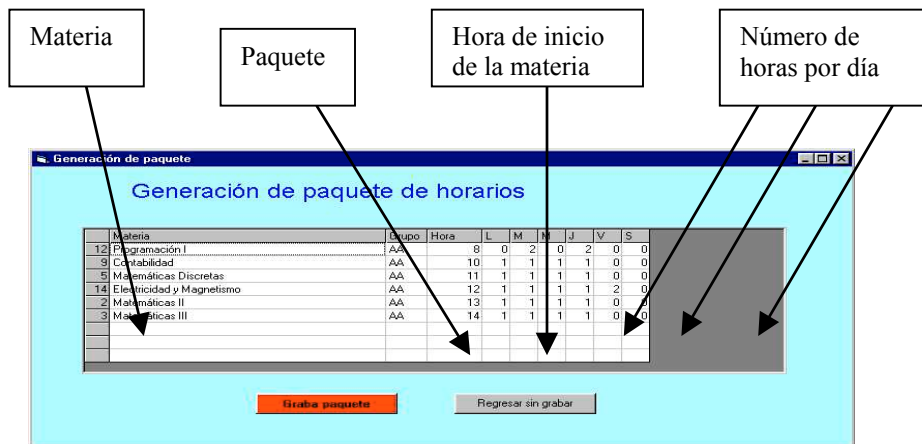 Materia
Paquete
Hora de inicio
de la materia
Número de
horas por día
Generación de paquete
Generación de paquete de horarios
Materia Grupo Hora L M M J V S
12 Programación I AA 8 0 2 0 2 0 0
9 Contabilidad AA 10 1 1 1 1 0 0
5 Matemáticas Discretas AA 11 1 1 1 1 0 0
14 Electricidad y Magnetismo AA 12 1 1 1 1 2 0
2 Matemáticas II AA 13 1 1 1 1 0 0
3 Matemáticas III AA 14 1 1 1 1 0 0
Graba paquete Regresar sin grabar